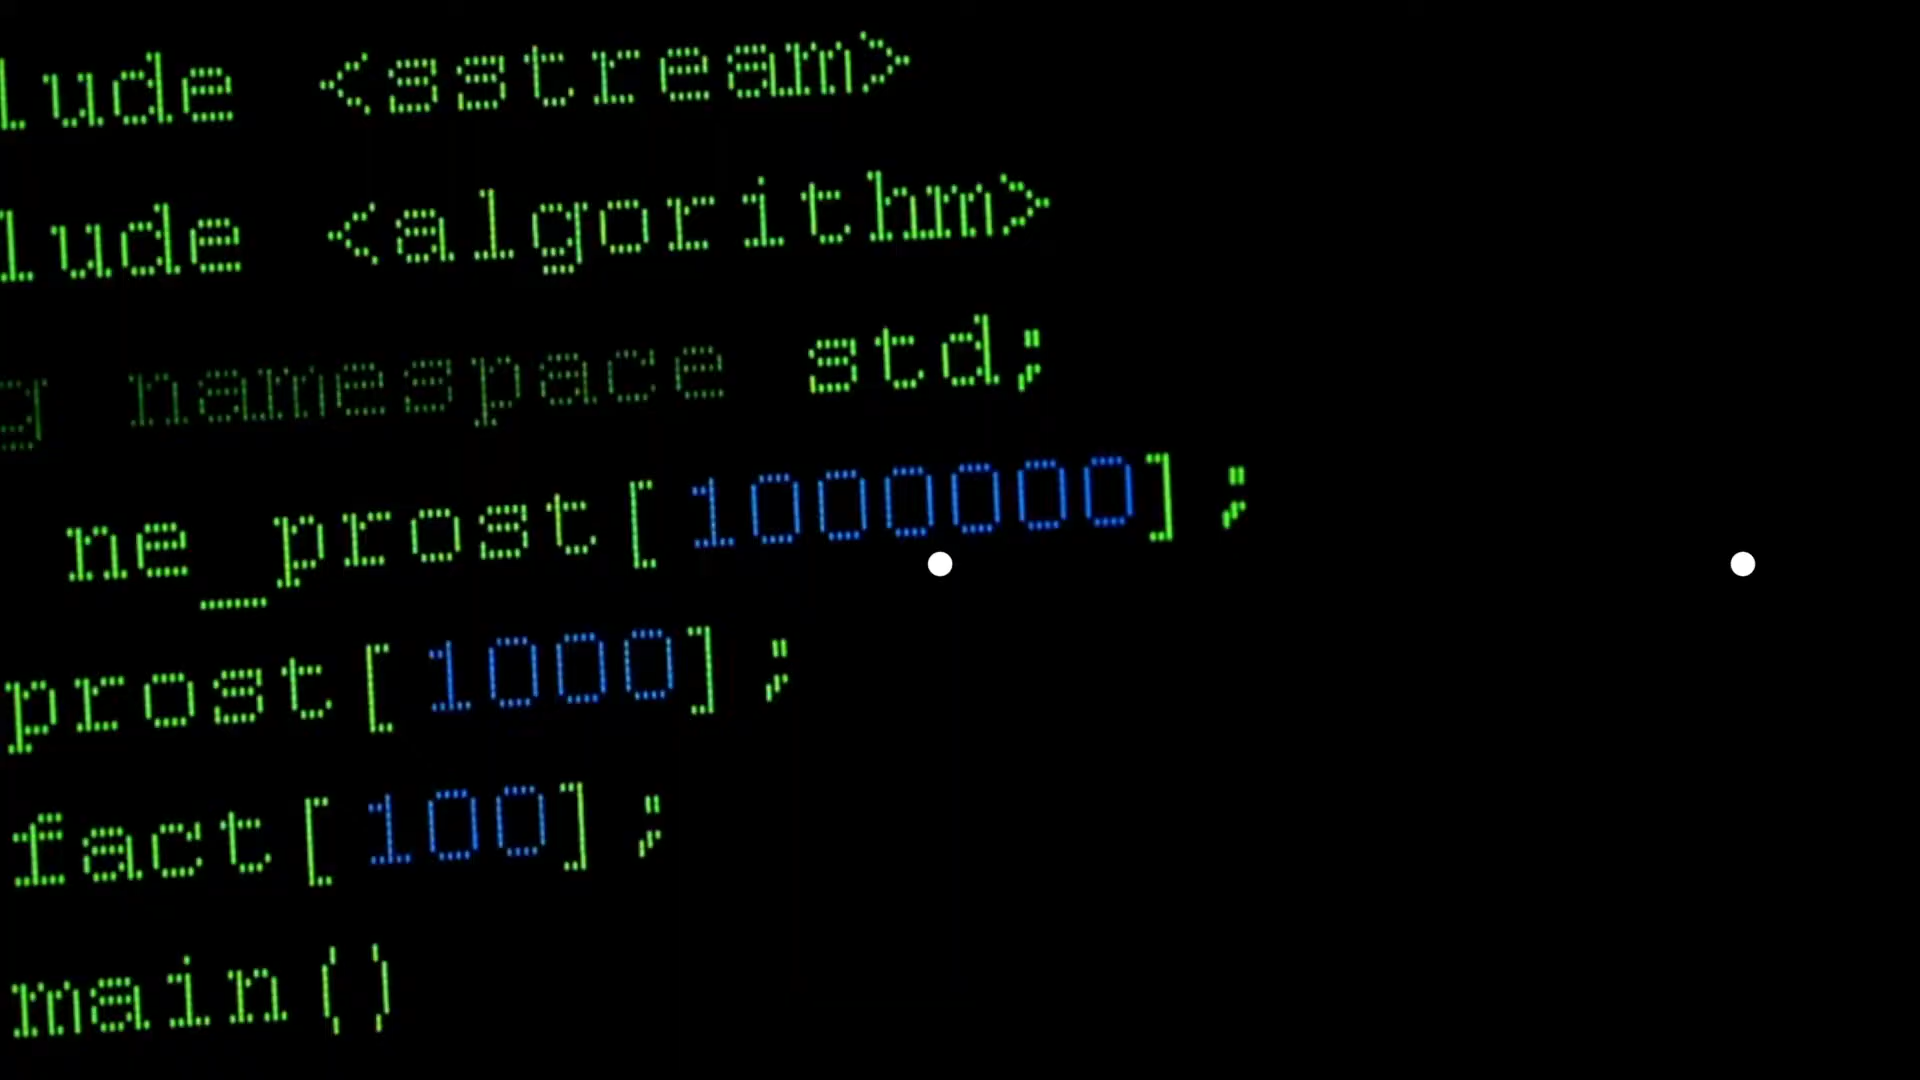 lude <sstream>
lude <algorithm>
g namespace std;
ne_prost[1000000];
prost[1000];
fact[100];
main()